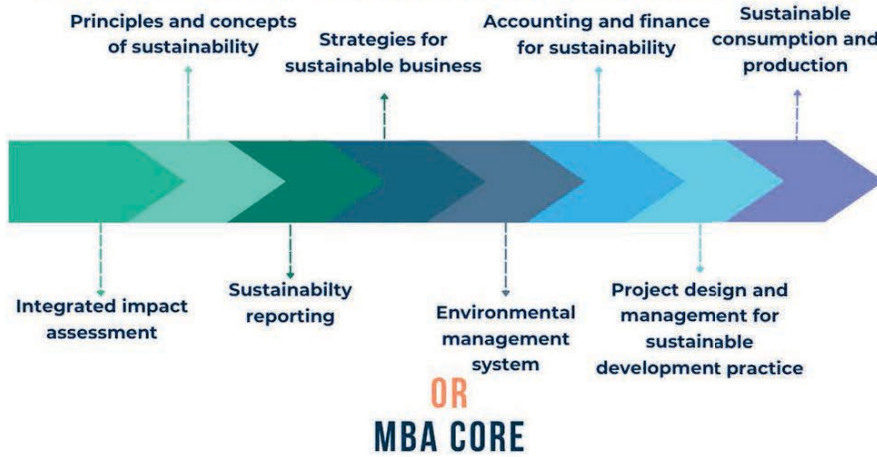 Principles and concepts
of sustainability
Strategies for
sustainable business
Accounting and finance
for sustainability
Sustainable
consumption and
production
Integrated impact
assessment
Sustainabilty
reporting
Environmental
management
system
Project design and
management for
sustainable
development practice
OR
MBA CORE